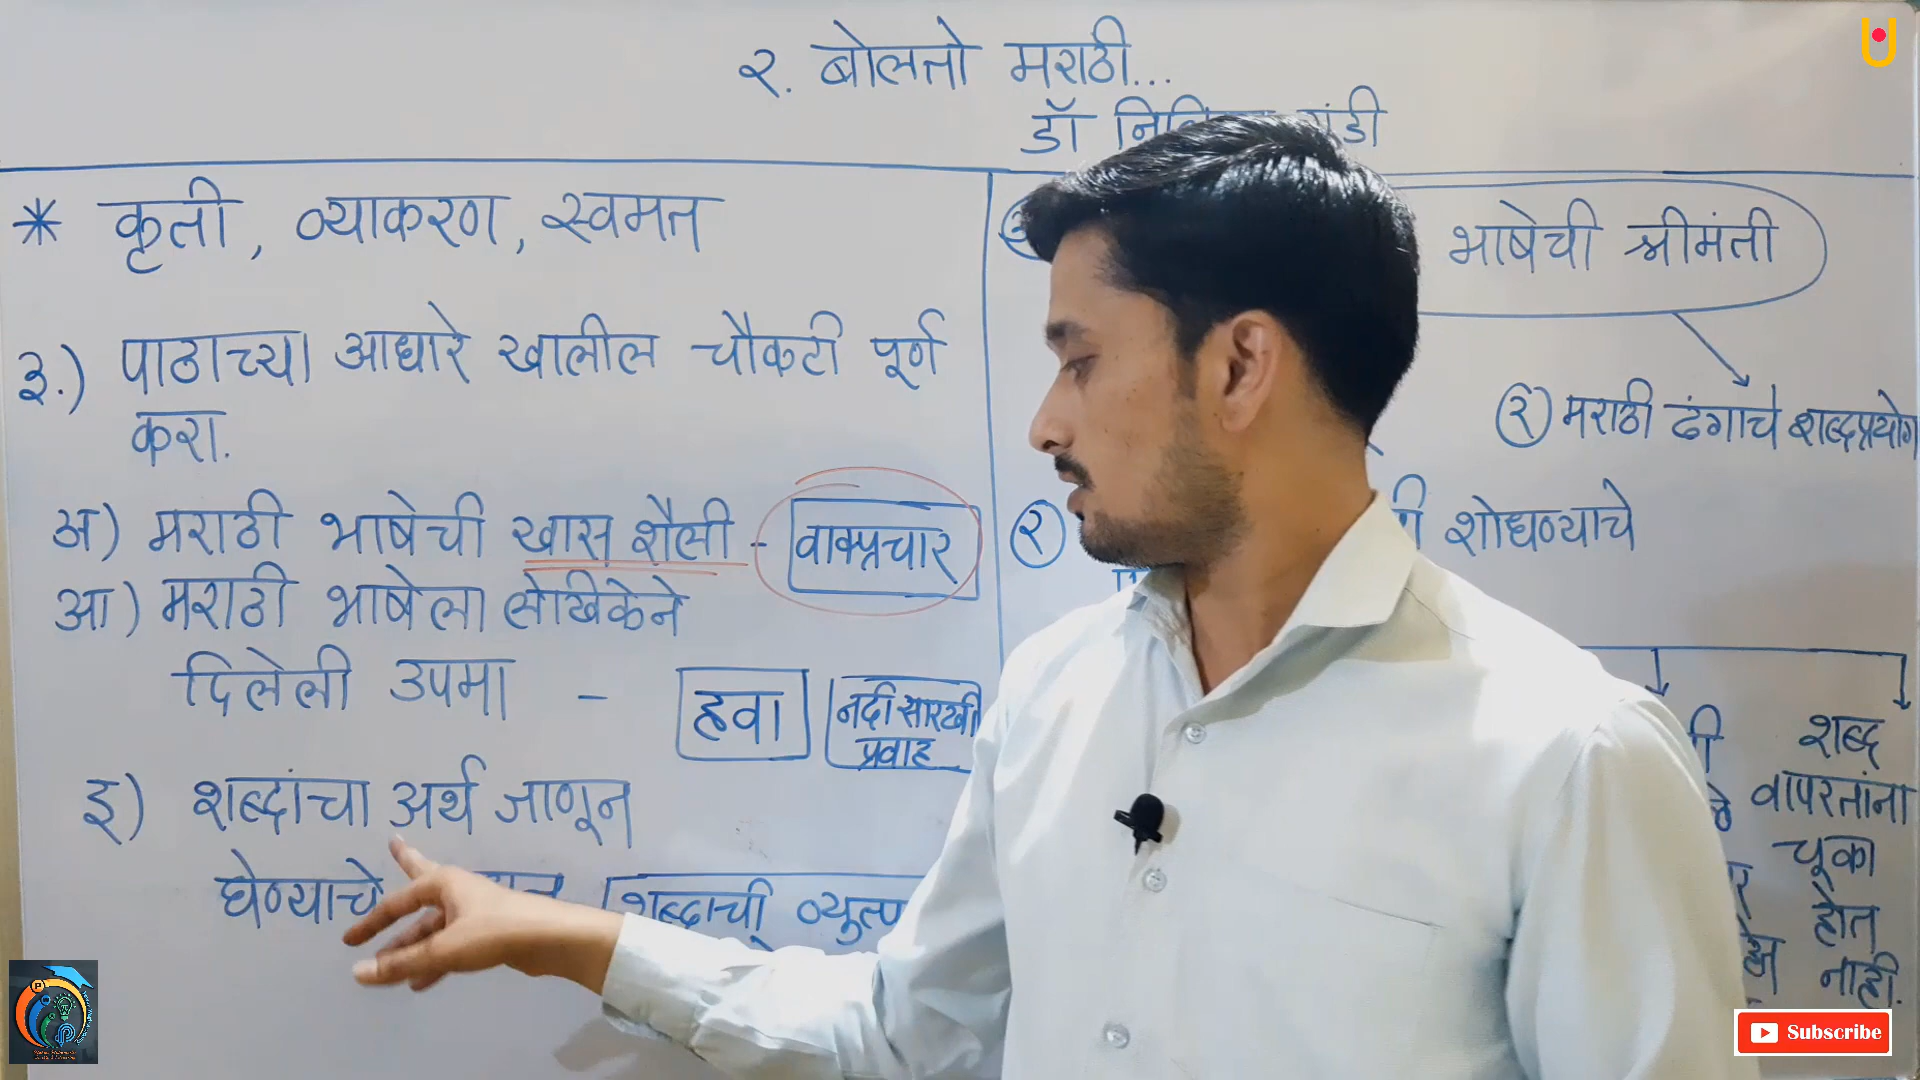 २. बोलतो मराठी...
डॉ
* कृती, व्याकरण, स्वमत
३.) पाठाच्या आधारे खालील चौकटी पूर्ण
करा.
अ) मराठी भाषेची खास शैली - वाक्प्रचार
आ) मराठी भाषेला लेखिकेने
दिलेली उपमा - हवा नदीसारखी
प्रवाह
इ) शब्दांचा अर्थ जाणून
घेण्याचे शब्दाची
भाषेची श्रीमंती
२ मराठी ढंगाचे शब्दप्रयोग
२ शोधण्याचे
शब्द
वापरतांना
चूका
होत
नाही.
Subscribe